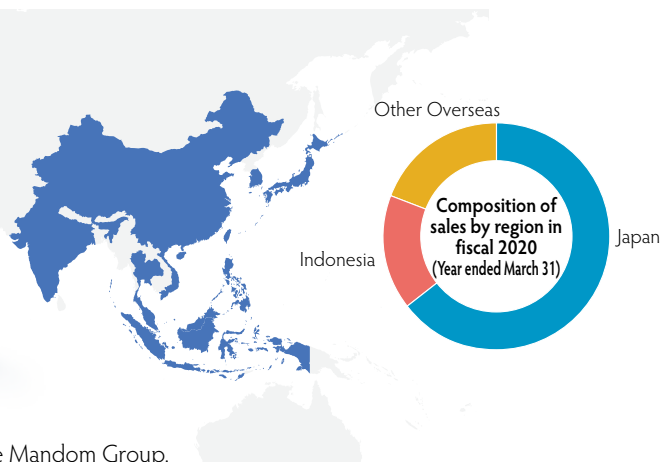 Other Overseas
Composition of
sales by region in
fiscal 2020
(Year ended March 31)
Japan
Indonesia
Mandom Group.